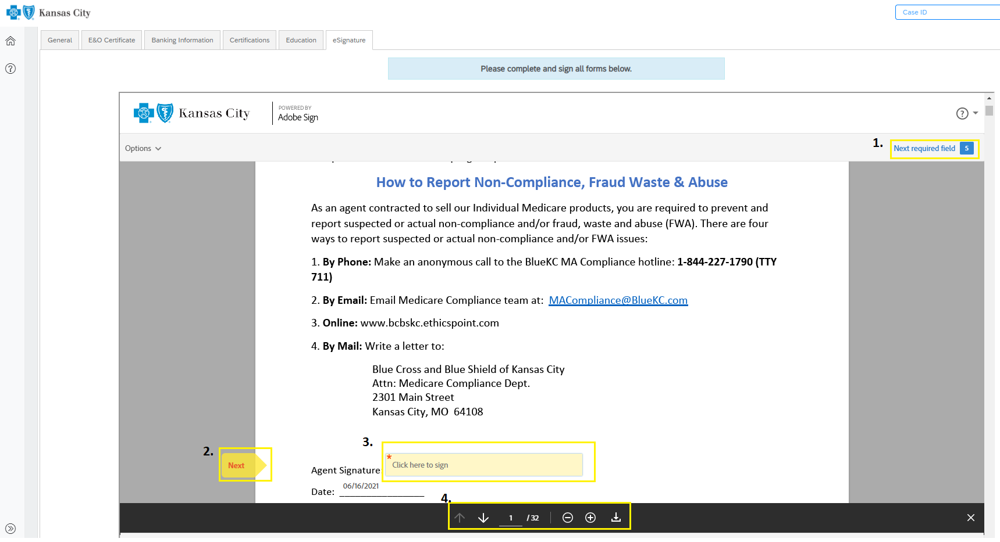 Kansas City
Case ID
General
E&O Certificate
Banking Information
Certifications
Education
eSignature
Please complete and sign all forms below.
Kansas City
POWERED BY
Adobe Sign
Options
1.
Next required field 5
How to Report Non-Compliance, Fraud Waste & Abuse
As an agent contracted to sell our Individual Medicare products, you are required to prevent and
report suspected or actual non-compliance and/or fraud, waste and abuse (FWA). There are four
ways to report suspected or actual non-compliance and/or FWA issues:
1. By Phone: Make an anonymous call to the BlueKC MA Compliance hotline: 1-844-227-1790 (TTY
711)
2. By Email: Email Medicare Compliance team at: MACompliance@BlueKC.com
3. Online: www.bcbskc.ethicspoint.com
4. By Mail: Write a letter to:
Blue Cross and Blue Shield of Kansas City
Attn: Medicare Compliance Dept.
2301 Main Street
Kansas City, MO 64108
2.
Next
3.
Agent Signature:
* Click here to sign
Date: 06/16/2021
4.
1 / 32